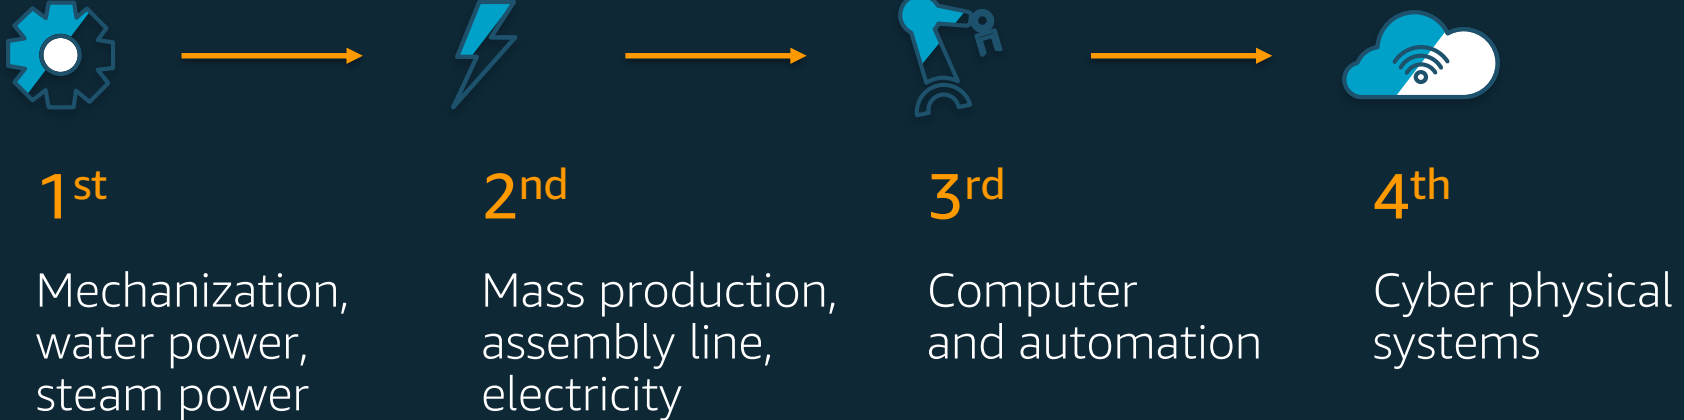 1st
Mechanization,
water power,
steam power
2nd
Mass production,
assembly line,
electricity
3rd
Computer
and automation
4th
Cyber physical
systems